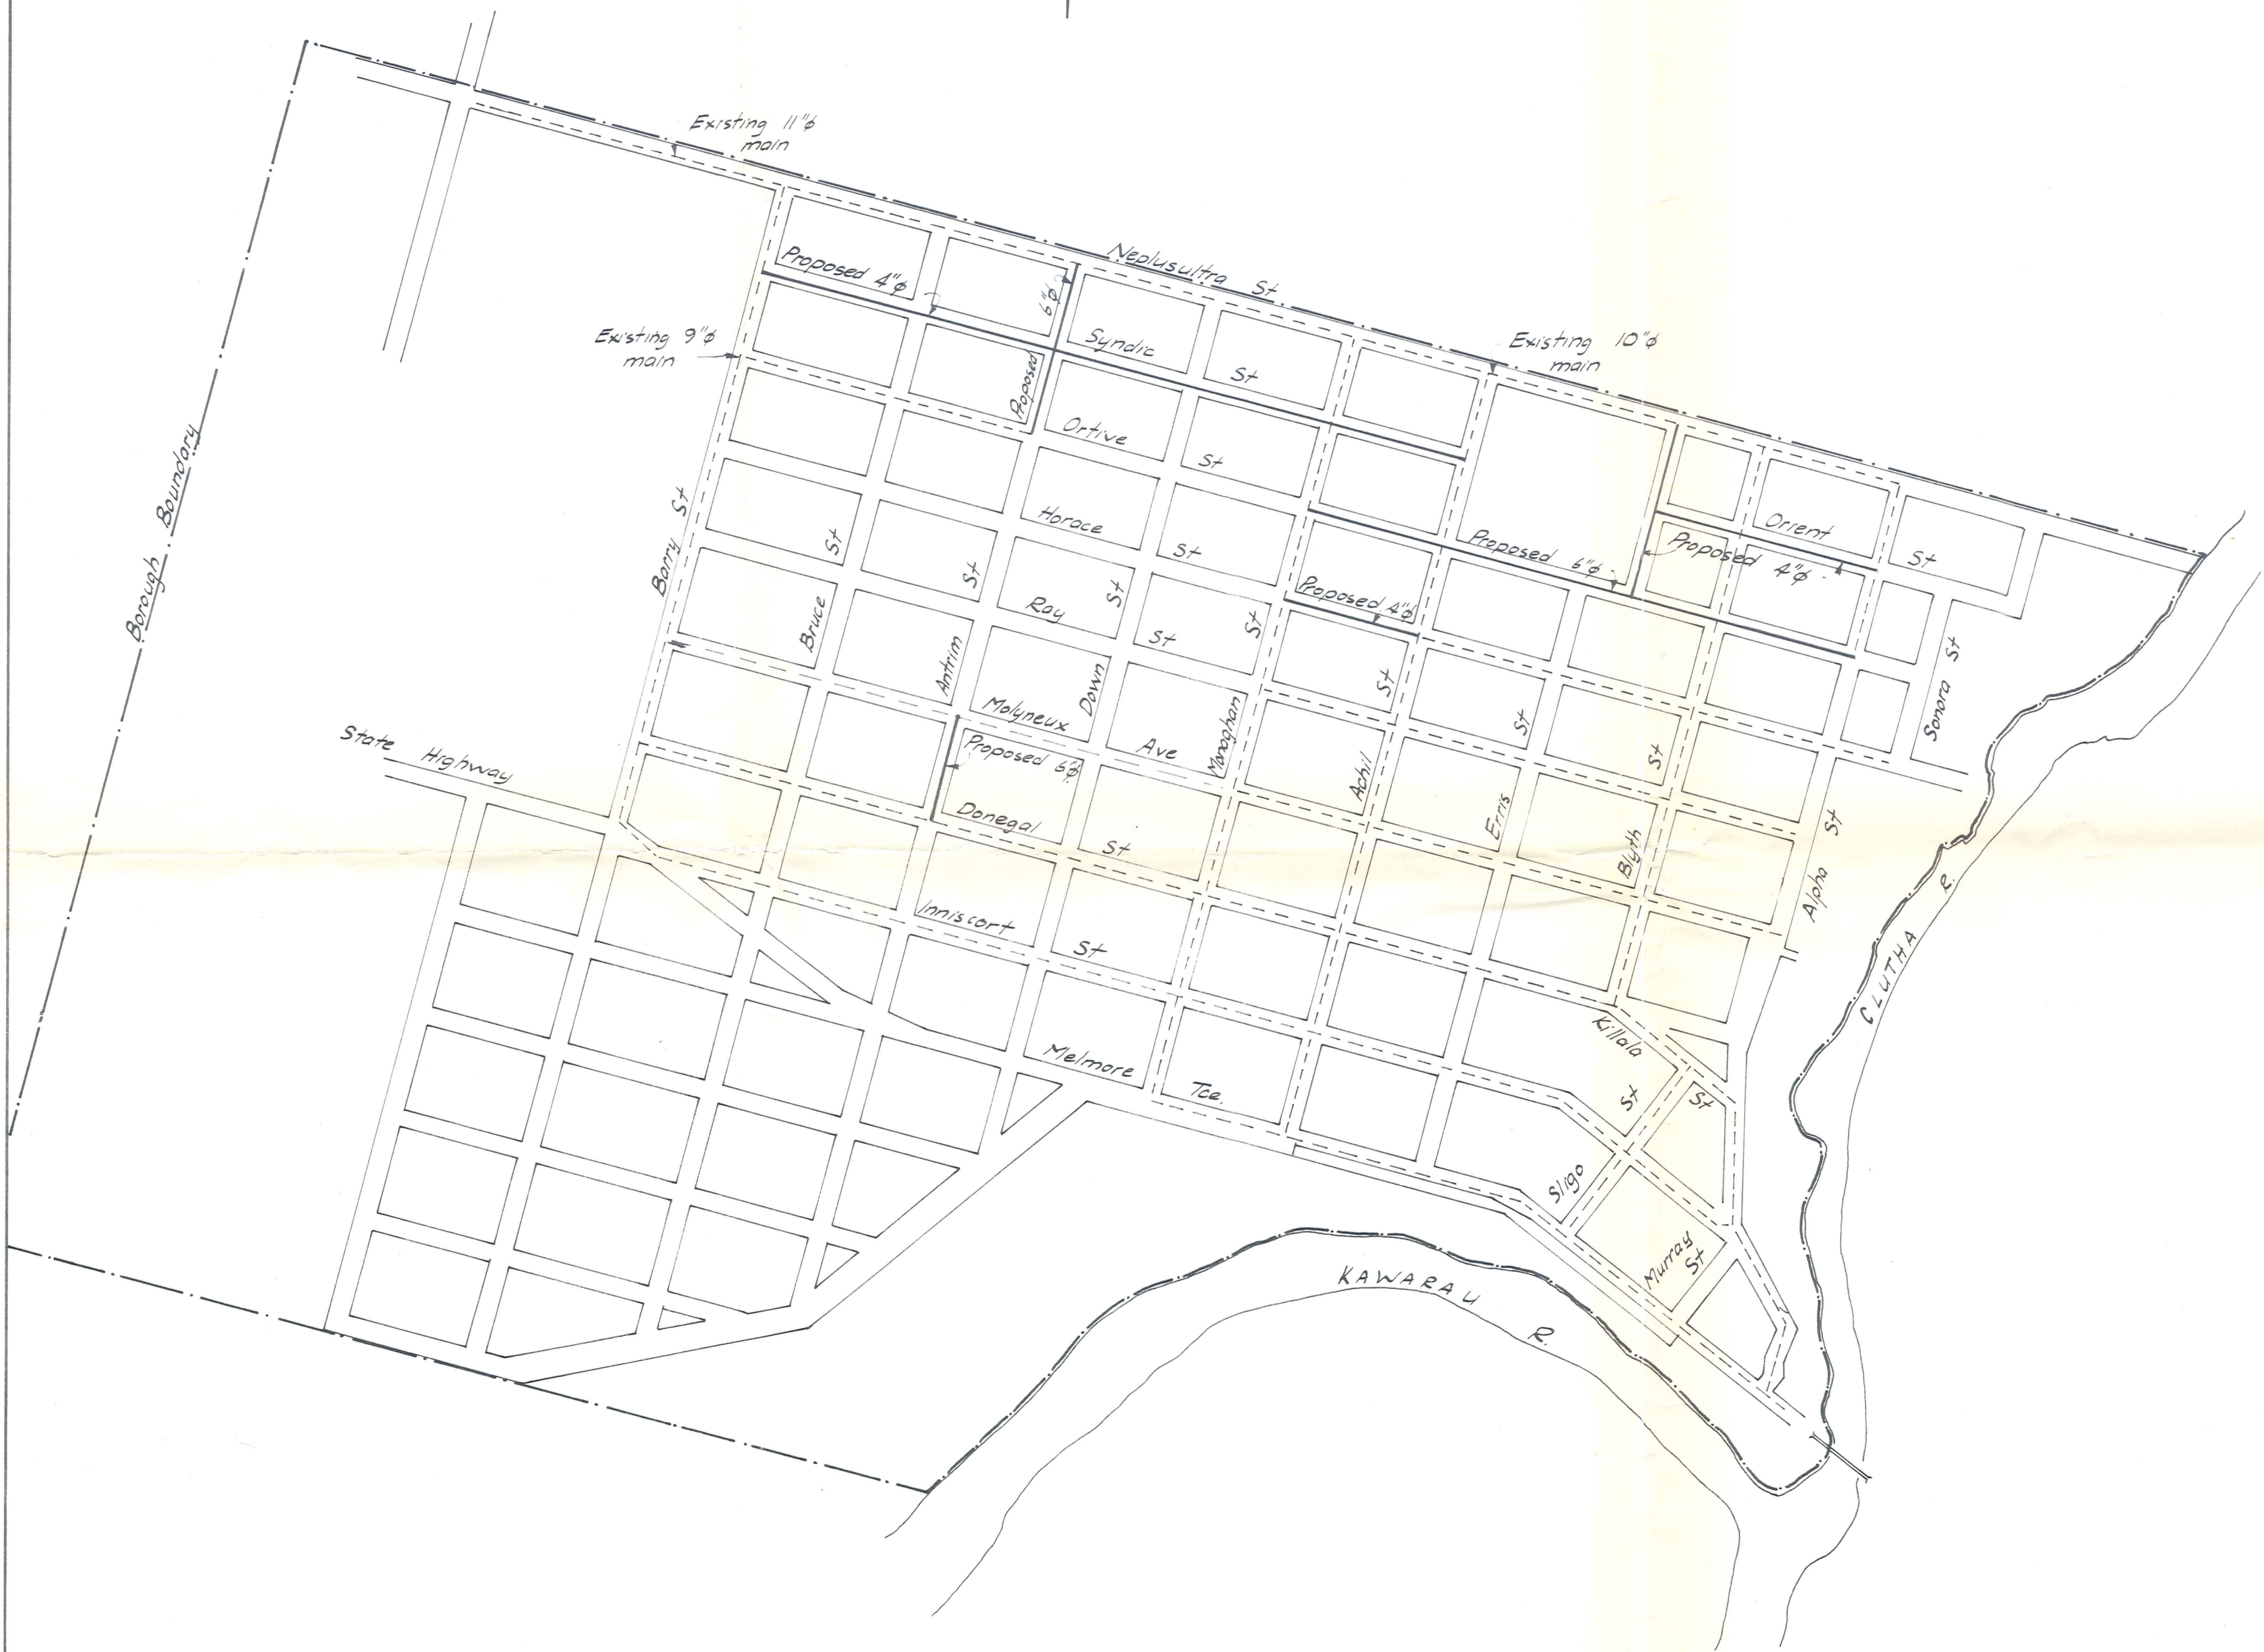 Existing 11"ϕ
main
Neplusultra St
Proposed 4"ϕ
6"ϕ
Proposed
Existing 9"ϕ
main
Syndic St
Existing 10"ϕ
main
Ortive St
Borough Boundary
Barry St
Horace St
Orient St
Proposed 6"ϕ
Proposed 4"ϕ
Proposed 4"ϕ
Ray St
Bruce St
Antrim St
Down St
Monaghan St
Achil St
Erris St
Blyth St
Alpha St
Sonora St
State Highway
Molyneux Ave
Proposed 6"ϕ
Donegal St
Inniscort St
CLUTHA R.
Melmore Tce.
Killala St
Sligo St
Murray St
KAWARAU R.